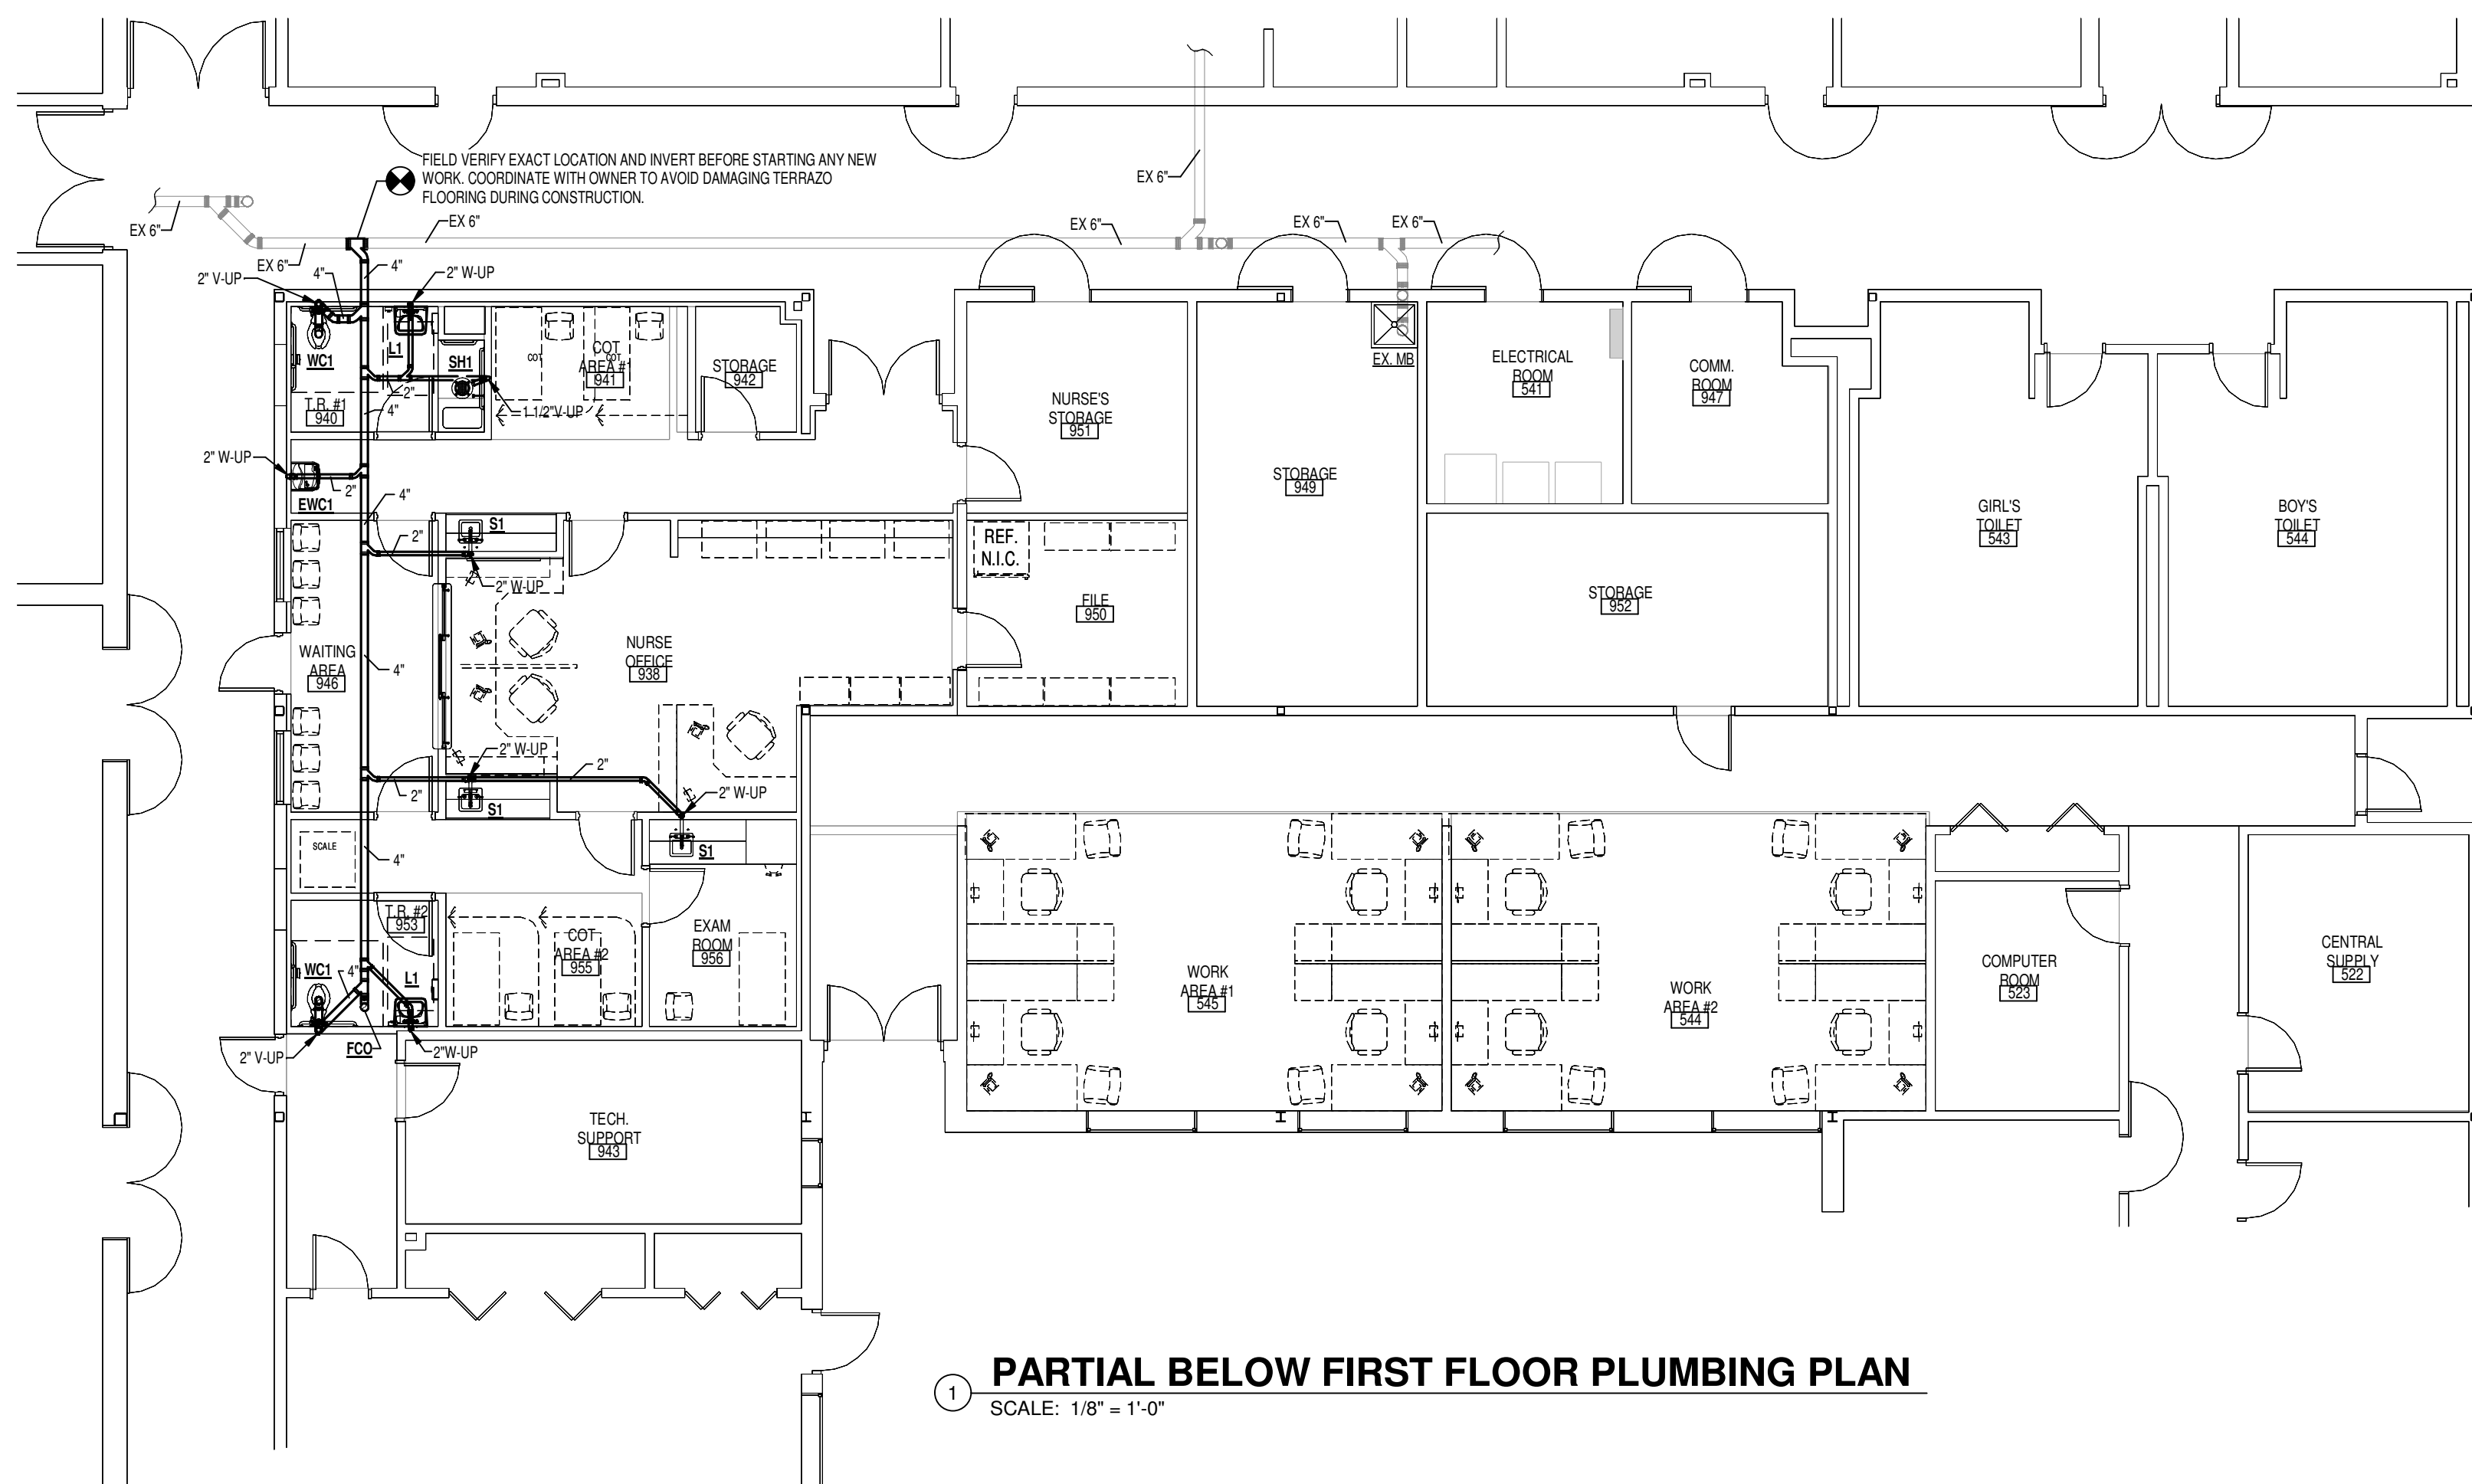 FIELD VERIFY EXACT LOCATION AND INVERT BEFORE STARTING ANY NEW
WORK. COORDINATE WITH OWNER TO AVOID DAMAGING TERRAZO
FLOORING DURING CONSTRUCTION.
EX 6"
EX 6"
EX 6"
EX 6"
EX 6"
EX 6"
EX 6"
2" V-UP
4"
4"
2" W-UP
WC1
L1
SH1
COT
COT
COT
AREA #1
941
STORAGE
942
T.R. #1
940
2"
4"
1 1/2"V-UP
EX. MB
NURSE'S
STORAGE
951
ELECTRICAL
ROOM
541
COMM.
ROOM
947
2" W-UP
2"
EWC1
4"
STORAGE
949
GIRL'S
TOILET
543
BOY'S
TOILET
544
S1
2"
2" W-UP
REF.
N.I.C.
FILE
950
STORAGE
952
WAITING
AREA
946
4"
NURSE
OFFICE
938
2" W-UP
2"
2"
2" W-UP
S1
S1
SCALE
4"
T.R. #2
953
WC1
4"
L1
COT
AREA #2
955
EXAM
ROOM
956
2" V-UP
FCO
2"W-UP
WORK
AREA #1
545
WORK
AREA #2
544
COMPUTER
ROOM
523
CENTRAL
SUPPLY
522
TECH.
SUPPORT
943
1
PARTIAL BELOW FIRST FLOOR PLUMBING PLAN
SCALE: 1/8" = 1'-0"